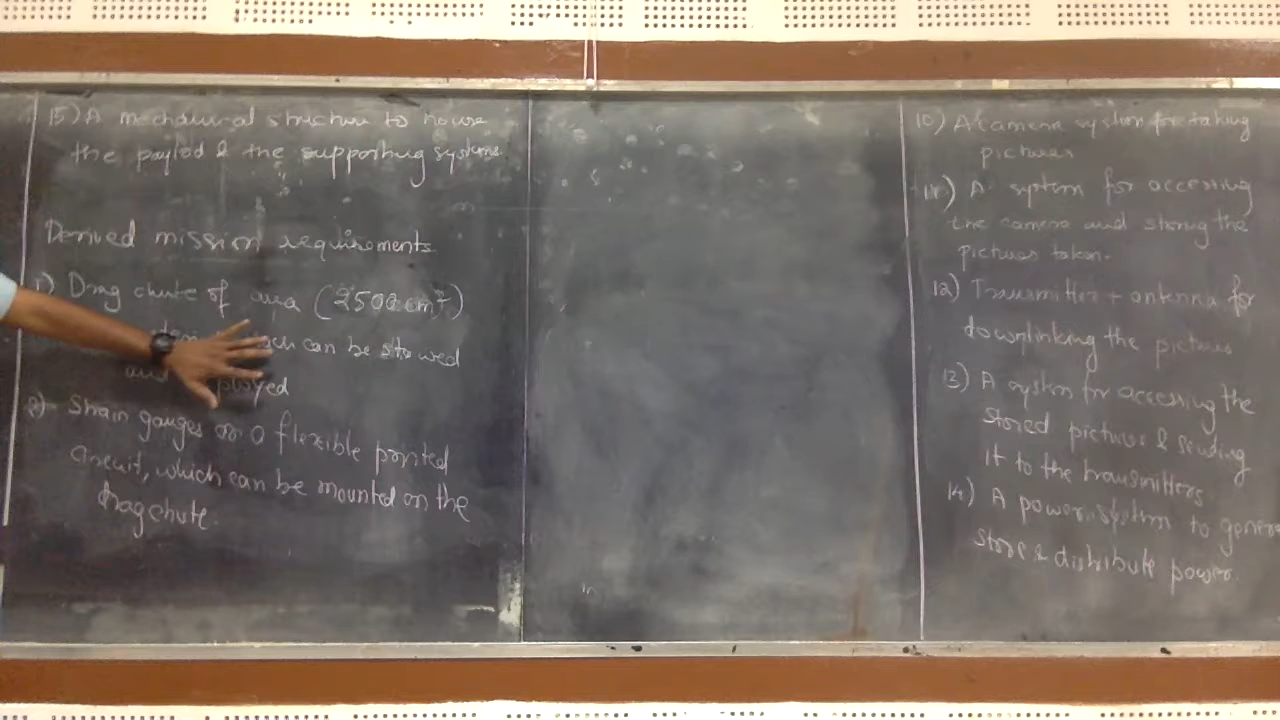 15) A mechanical structure to house
the paylod & the supporting systems
Derived mission requirements
1) Drag chute of area (2500cm²)
can be stowed
and
2) Strain gauges on a flexible printed
circuit, which can be mounted on the
dragchute.
10) A camera system for taking
pictures
11) A system for accessing
the camera and storing the
pictures taken.
12) Transmitter + antenna for
downlinking the pictures
13) A system for accessing the
stored pictures & sending
it to the transmitters
14) A power system to genera
store & distribute power.